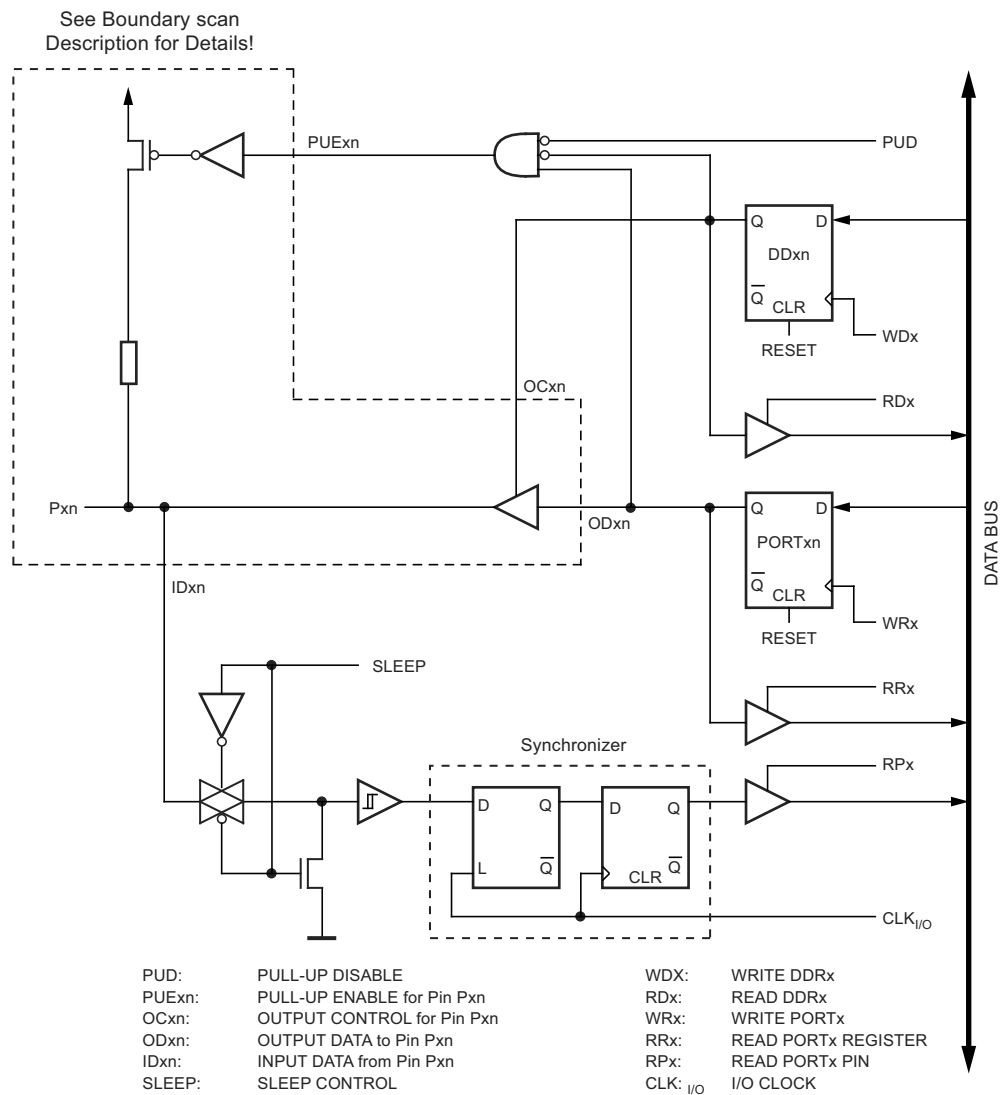 See Boundary scan
Description for Details!
PUExn
PUD
Q D
DDxn
Q
CLR
RESET
WDx
OCxn
RDx
Pxn
ODxn
Q D
PORTxn
Q
CLR
RESET
WRx
DATA BUS
IDxn
SLEEP
RRx
Synchronizer
RPx
D Q
L Q
D Q
CLR Q
CLK I/O
PUD: PULL-UP DISABLE
PUExn: PULL-UP ENABLE for Pin Pxn
OCxn: OUTPUT CONTROL for Pin Pxn
ODxn: OUTPUT DATA to Pin Pxn
IDxn: INPUT DATA from Pin Pxn
SLEEP: SLEEP CONTROL
WDX: WRITE DDRx
RDx: READ DDRx
WRx: WRITE PORTx
RRx: READ PORTx REGISTER
RPx: READ PORTx PIN
CLK: I/O I/O CLOCK